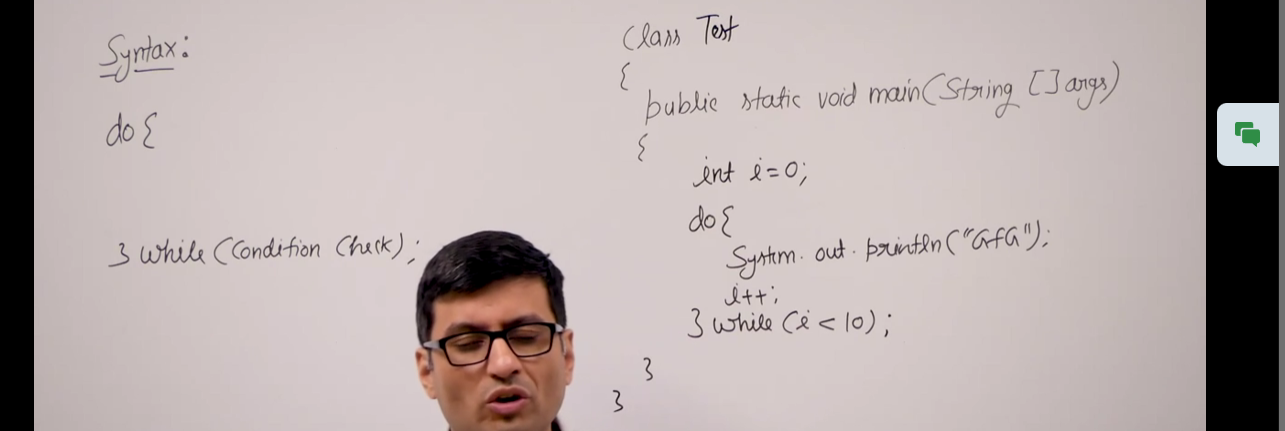 Syntax:
do {
} while (Condition Check);
Class Test
{
public static void main(String [] args)
{
int i=0;
do {
System.out.println("GfG");
i++;
} while (i < 10);
}
}